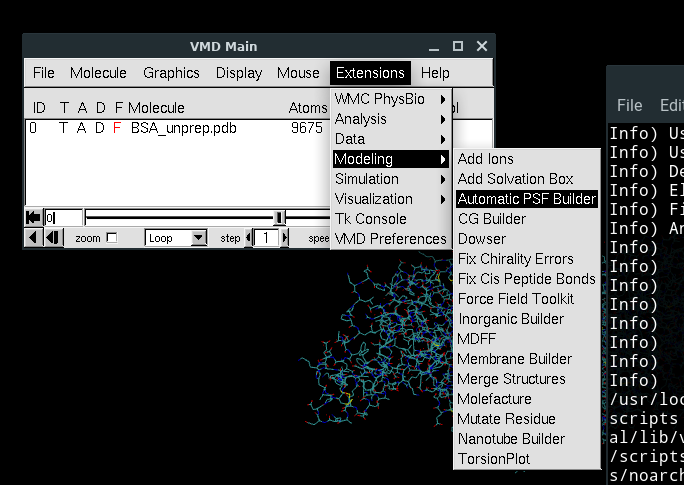 VMD Main
File Molecule Graphics Display Mouse Extensions Help
ID T A D F Molecule Atoms ol
0 T A D F BSA_unprep.pdb 9675
0
zoom Loop step 1 spee
WMC PhysBio
Analysis
Data
Modeling
Simulation
Visualization
Tk Console
VMD Preferences
Add Ions
Add Solvation Box
Automatic PSF Builder
CG Builder
Dowser
Fix Chirality Errors
Fix Cis Peptide Bonds
Force Field Toolkit
Inorganic Builder
MDFF
Membrane Builder
Merge Structures
Molefacture
Mutate Residue
Nanotube Builder
TorsionPlot
File Edi
Info) Us
Info) Us
Info) De
Info) El
Info) Fi
Info) An
Info)
Info)
Info)
Info)
Info)
Info)
Info)
Info)
/usr/loc
scripts
al/lib/v
/scripts
s/noarch